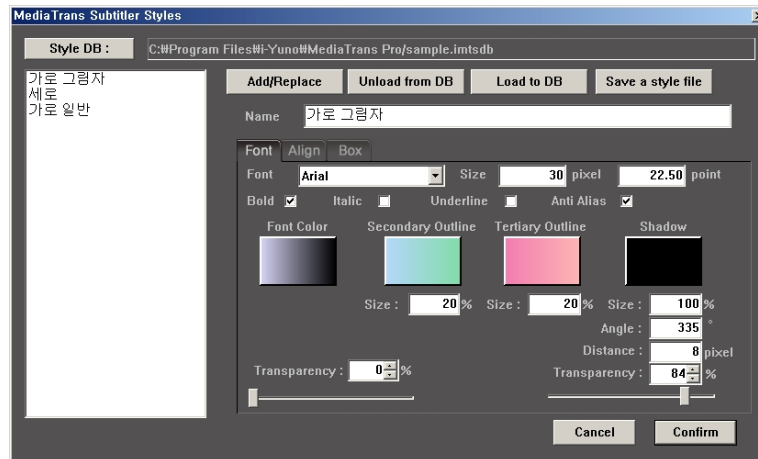 MediaTrans Subtitler Styles
Style DB :
C:₩Program Files₩i-Yuno₩MediaTrans Pro/sample.imtsdb
가로 그림자
세로
가로 일반
Add/Replace Unload from DB Load to DB Save a style file
Name 가로 그림자
Font Align Box
Font Arial Size 30 pixel 22.50 point
Bold Italic Underline Anti Alias
Font Color Secondary Outline Tertiary Outline Shadow
Size : 20 % Size : 20 % Size : 100 %
Angle : 335 °
Distance : 8 pixel
Transparency : 0 % Transparency : 84 %
Cancel Confirm